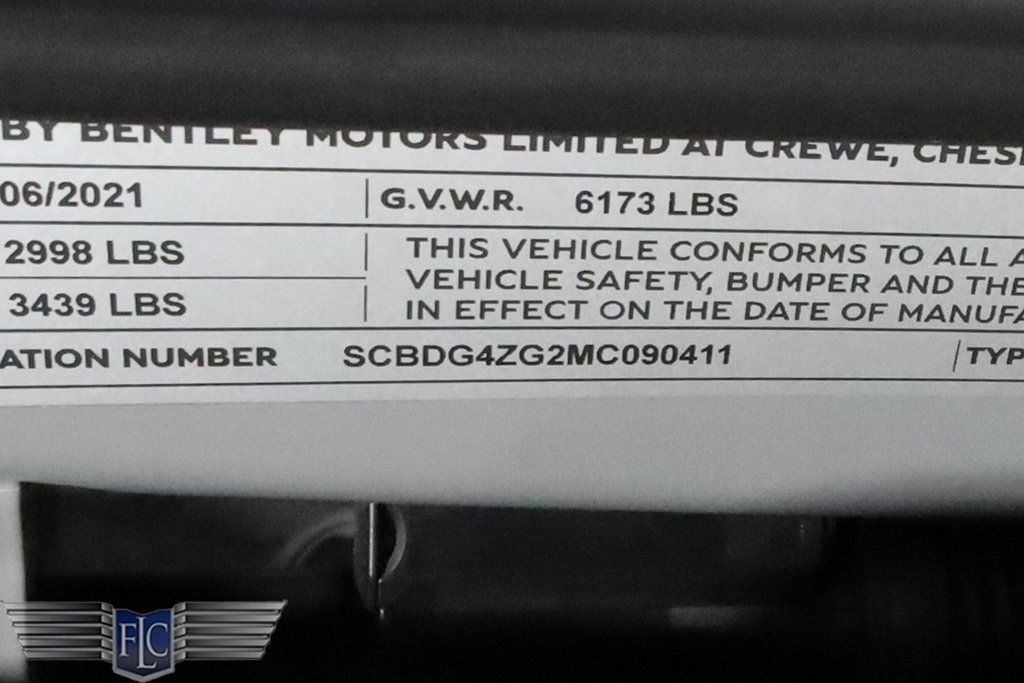 BY BENTLEY MOTORS LIMITED AT CREWE, CHES
06/2021 G.V.W.R. 6173 LBS
2998 LBS
3439 LBS
THIS VEHICLE CONFORMS TO ALL A
VEHICLE SAFETY, BUMPER AND THE
IN EFFECT ON THE DATE OF MANUFA
ATION NUMBER SCBDG4ZG2MC090411 TYP
FLC